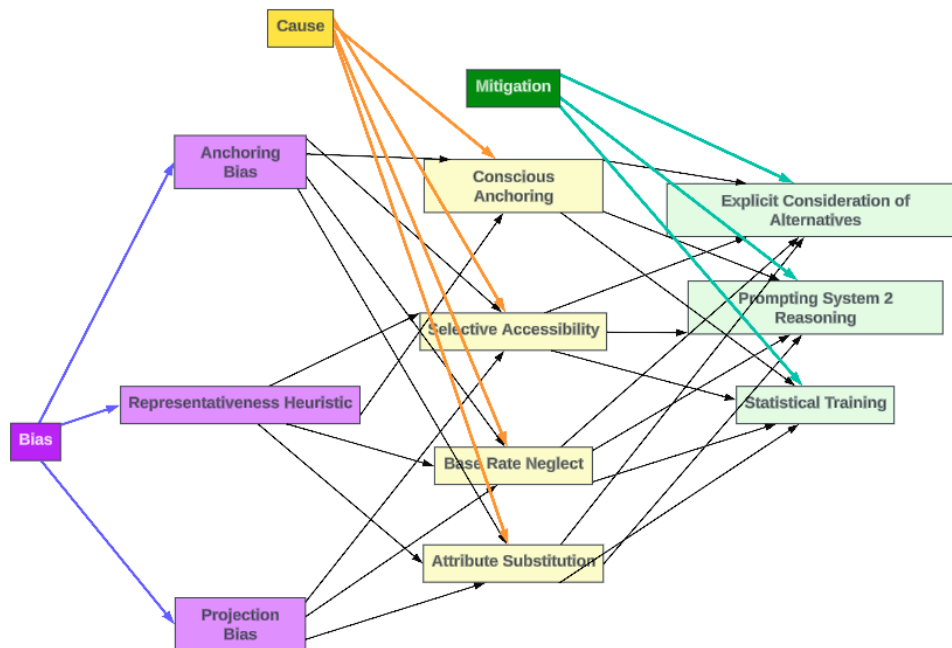 Cause
Mitigation
Anchoring
Bias
Conscious
Anchoring
Explicit Consideration of
Alternatives
Prompting System 2
Reasoning
Selective Accessibility
Representativeness Heuristic
Statistical Training
Bias
Base Rate Neglect
Attribute Substitution
Projection
Bias